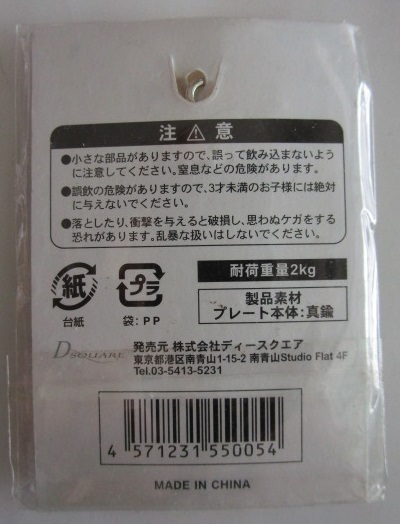 注 意
●小さな部品がありますので、誤って飲み込まないよう
に注意してください。窒息などの危険があります。
●誤飲の危険がありますので、3才未満のお子様には絶対
に与えないでください。
●落としたり、衝撃を与えると破損し、思わぬケガをする
恐れがあります。乱暴な扱いはしないでください。
紙
台紙
プラ
袋:PP
耐荷重量2kg
製品素材
プレート本体:真鍮
D SQUARE
発売元 株式会社ディースクエア
東京都港区南青山1-15-2 南青山Studio Flat 4F
Tel.03-5413-5231
4 571231 550054
MADE IN CHINA